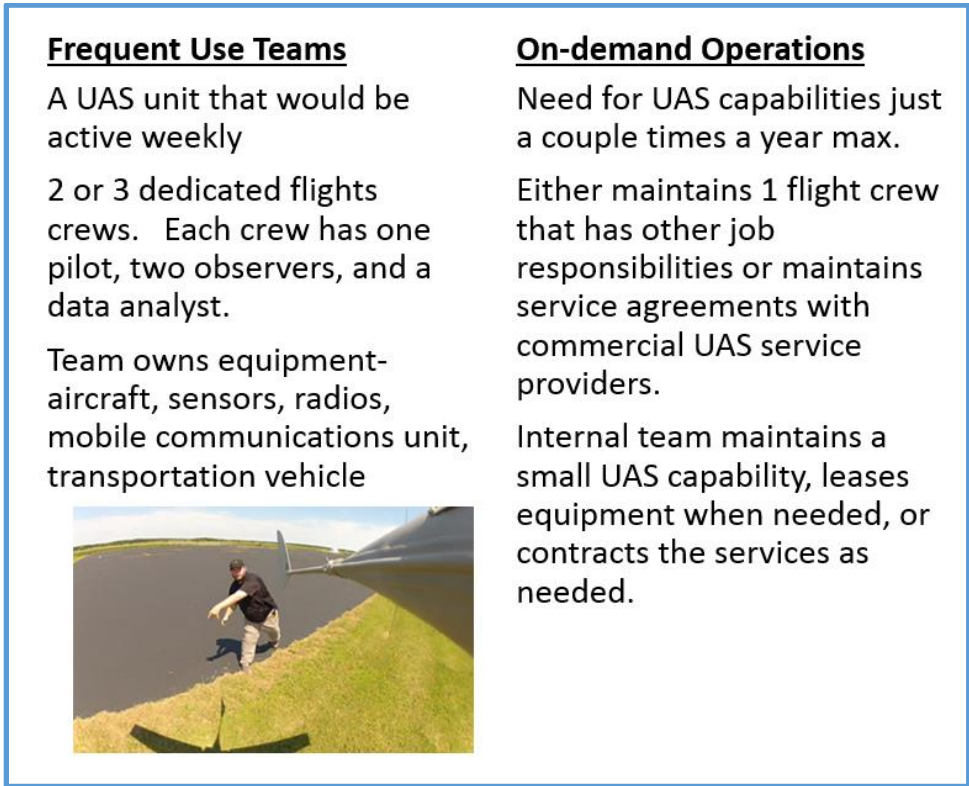 Frequent Use Teams
A UAS unit that would be
active weekly
2 or 3 dedicated flights
crews.   Each crew has one
pilot, two observers, and a
data analyst.
Team owns equipment-
aircraft, sensors, radios,
mobile communications unit,
transportation vehicle
On-demand Operations
Need for UAS capabilities just
a couple times a year max.
Either maintains 1 flight crew
that has other job
responsibilities or maintains
service agreements with
commercial UAS service
providers.
Internal team maintains a
small UAS capability, leases
equipment when needed, or
contracts the services as
needed.